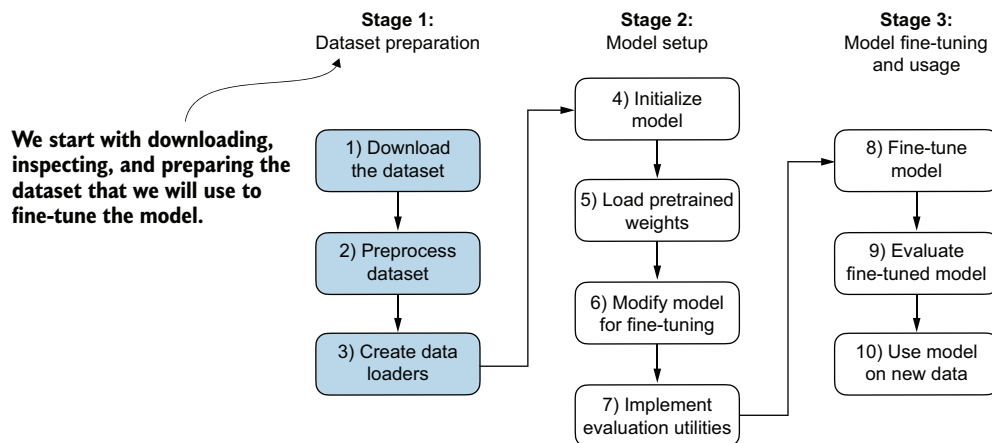 Stage 1:
Dataset preparation
Stage 2:
Model setup
Stage 3:
Model fine-tuning
and usage
We start with downloading,
inspecting, and preparing the
dataset that we will use to
fine-tune the model.
1) Download
the dataset
2) Preprocess
dataset
3) Create data
loaders
4) Initialize
model
5) Load pretrained
weights
6) Modify model
for fine-tuning
7) Implement
evaluation utilities
8) Fine-tune
model
9) Evaluate
fine-tuned model
10) Use model
on new data